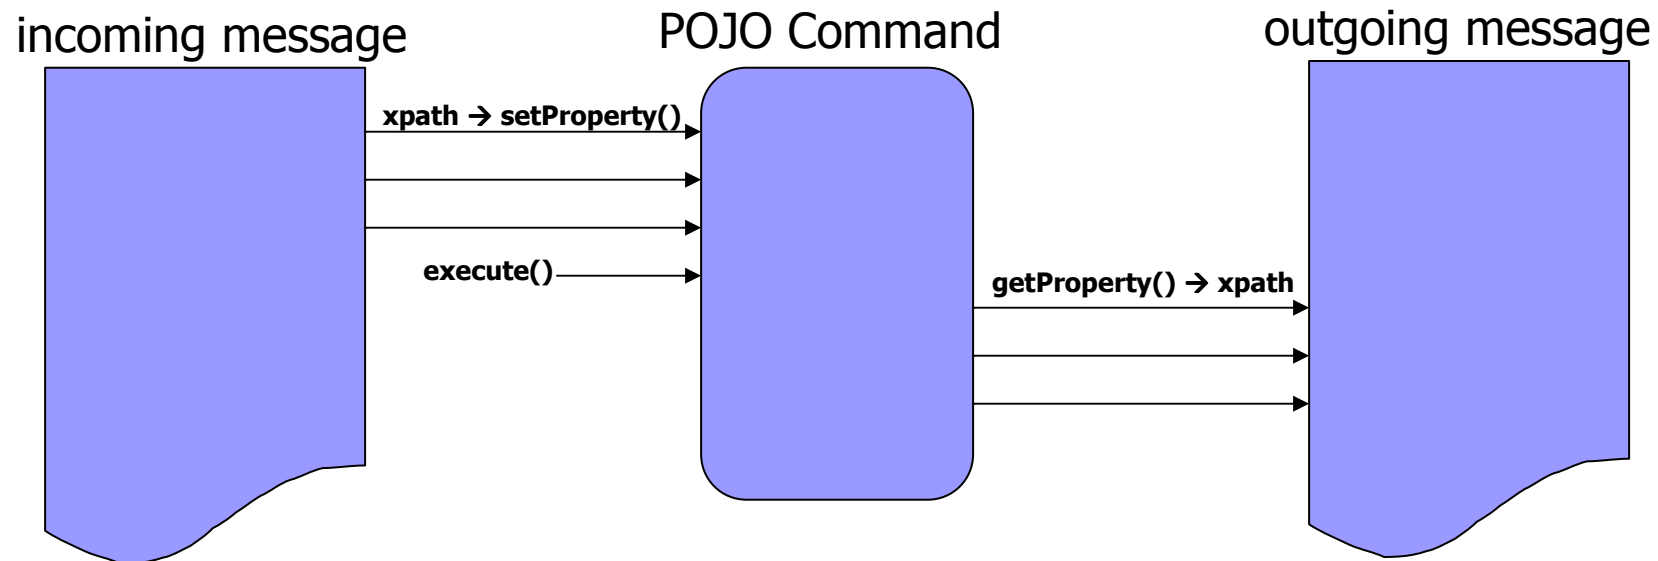 incoming message
POJO Command
outgoing message
xpath → setProperty()
execute()
getProperty() → xpath